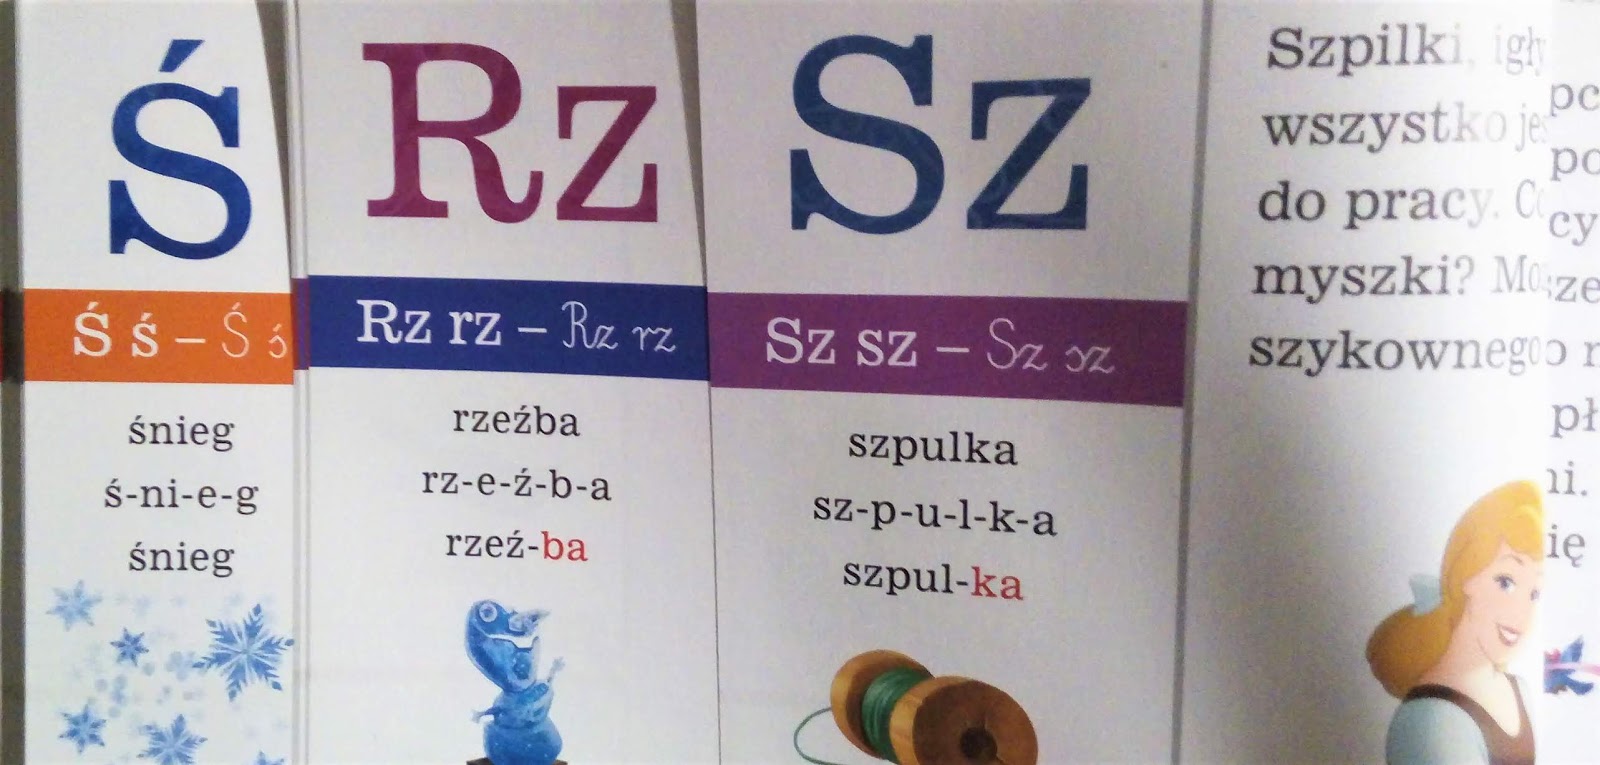 Ś
Ś ś – Ś ś
śnieg
ś-ni-e-g
śnieg
Rz
Rz rz – Rz rz
rzeźba
rz-e-ź-b-a
rzeź-ba
Sz
Sz sz – Sz sz
szpulka
sz-p-u-l-k-a
szpul-ka
Szpilki, igły
wszystko
do pracy.
myszki?
szykownego